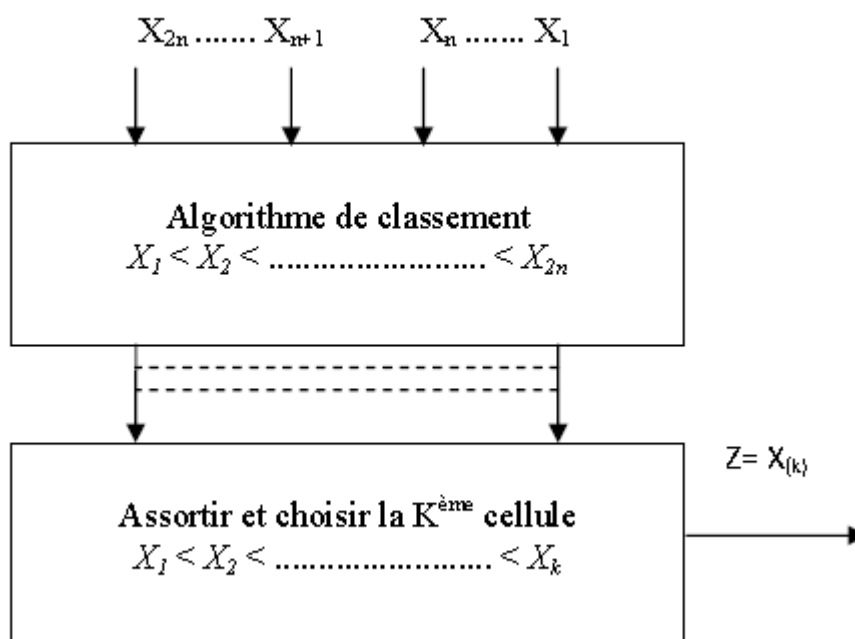 X₂ₙ ....... Xₙ₊₁ Xₙ ....... X₁
Algorithme de classement
X₁ < X₂ < ......................... < X₂ₙ
Assortir et choisir la Kᵉ̀ᵐᵉ cellule
X₁ < X₂ < ......................... < Xₖ
Z= X₍ₖ₎